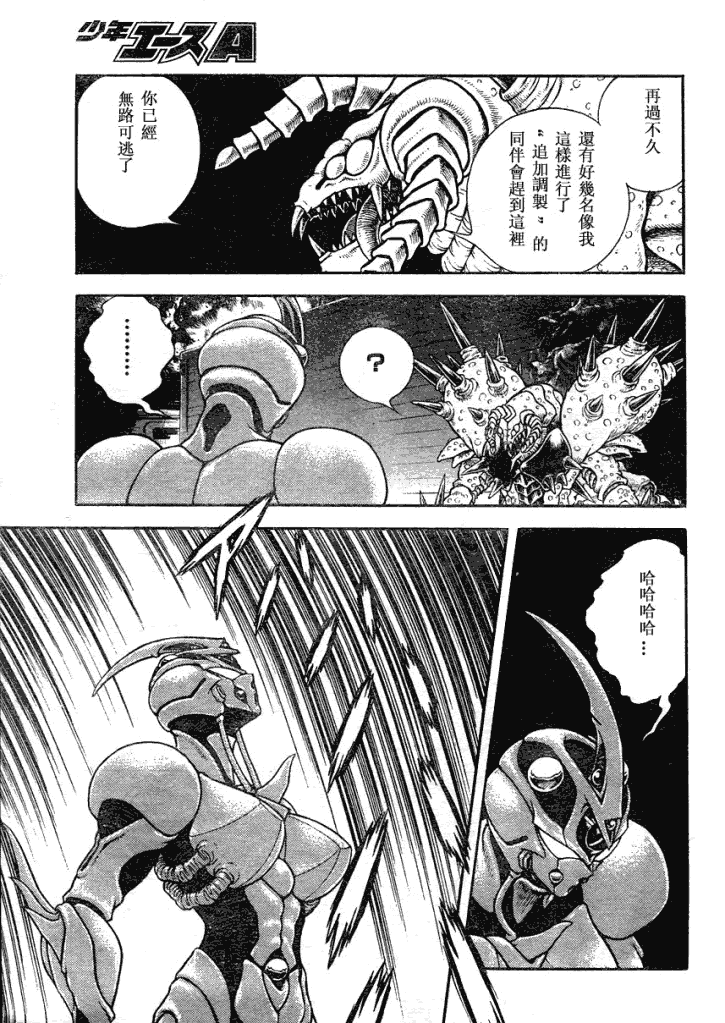 少年エースA
再過不久
還有好幾名像我
這樣進行了
“追加調製”的
同伴會趕到這裡
你已經
無路可逃了
?
………
哈哈哈哈…